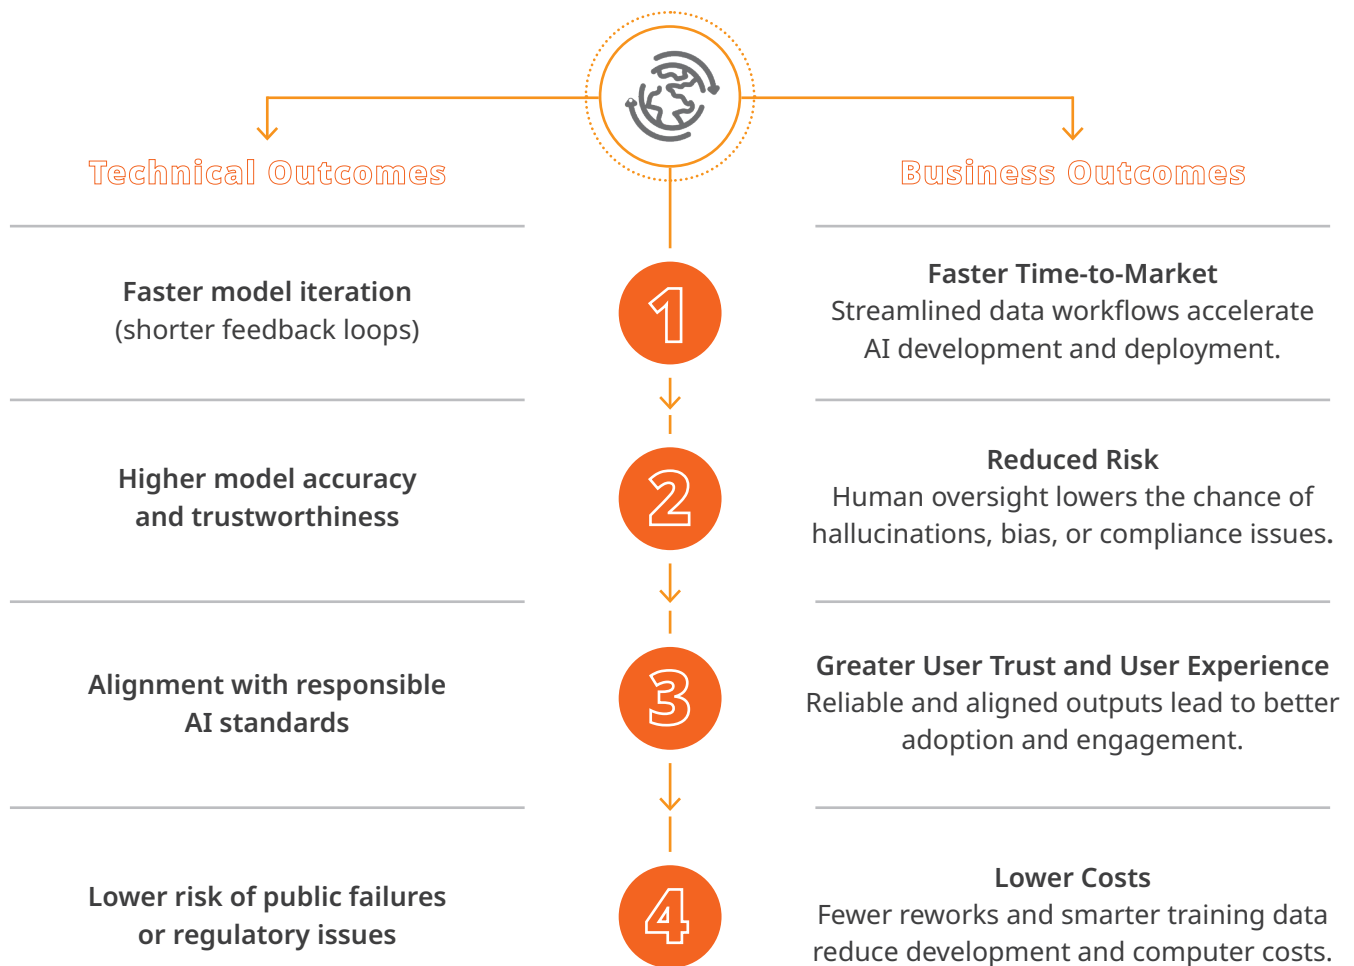 Technical Outcomes
Business Outcomes
Faster model iteration
(shorter feedback loops)
1
Faster Time-to-Market
Streamlined data workflows accelerate
AI development and deployment.
Higher model accuracy
and trustworthiness
2
Reduced Risk
Human oversight lowers the chance of
hallucinations, bias, or compliance issues.
Alignment with responsible
AI standards
3
Greater User Trust and User Experience
Reliable and aligned outputs lead to better
adoption and engagement.
Lower risk of public failures
or regulatory issues
4
Lower Costs
Fewer reworks and smarter training data
reduce development and computer costs.